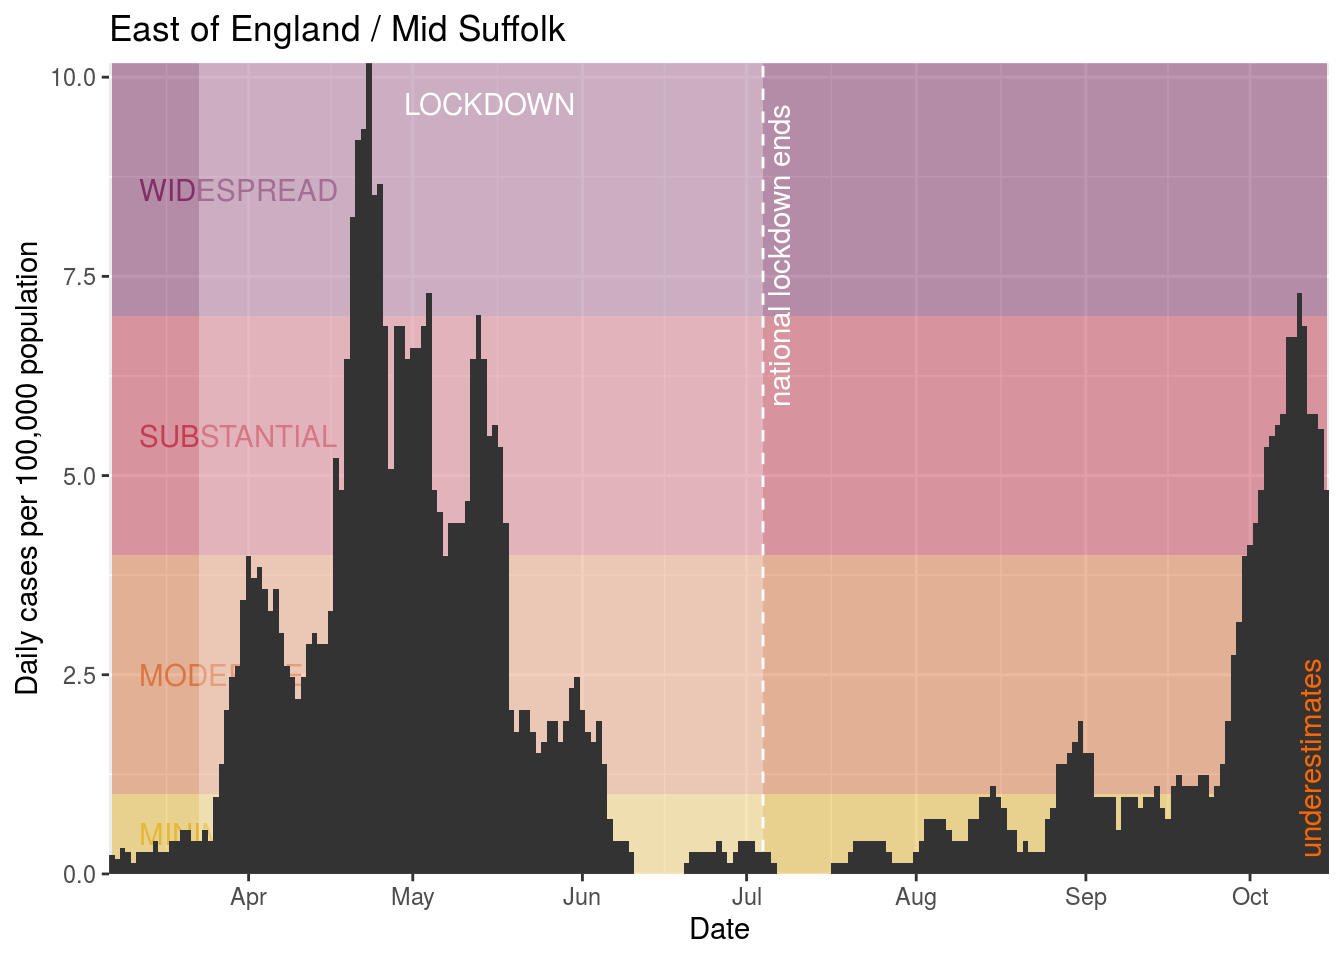 East of England / Mid Suffolk
Daily cases per 100,000 population
10.0
7.5
5.0
2.5
0.0
LOCKDOWN
WIDESPREAD
SUBSTANTIAL
national lockdown ends
underestimates
Apr
May
Jun
Jul
Aug
Sep
Oct
Date